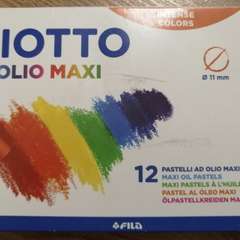 INTENSE
COLORS
IOTTO
OLIO MAXI
Ø 11 mm
12 PASTELLI AD OLIO MAXI
MAXI OIL PASTELS
MAXI PASTELS À L'HUILE
PASTEL AL ÓLEO MAXI
ÖLPASTELLKREIDEN MA
FILA